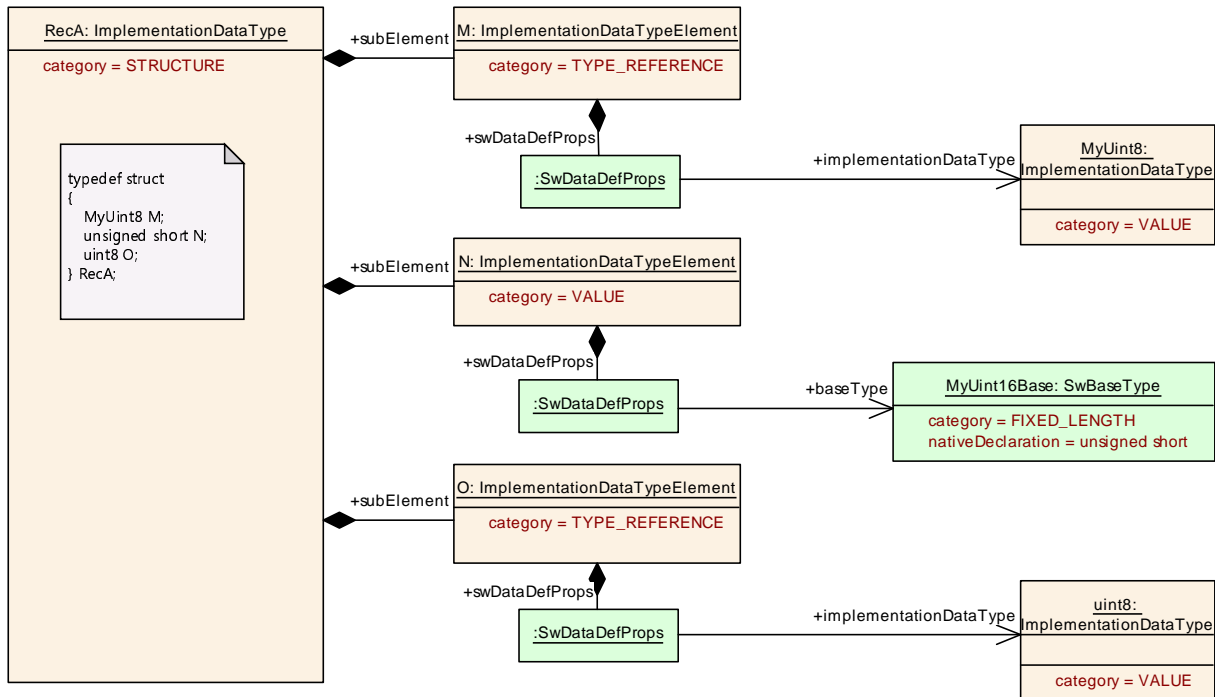 RecA: ImplementationDataType
category = STRUCTURE
typedef struct
{
MyUint8 M;
unsigned short N;
uint8 O;
} RecA;
+subElement
M: ImplementationDataTypeElement
category = TYPE_REFERENCE
+swDataDefProps
:SwDataDefProps
+implementationDataType
MyUint8:
ImplementationDataType
category = VALUE
+subElement
N: ImplementationDataTypeElement
category = VALUE
+swDataDefProps
:SwDataDefProps
+baseType
MyUint16Base: SwBaseType
category = FIXED_LENGTH
nativeDeclaration = unsigned short
+subElement
O: ImplementationDataTypeElement
category = TYPE_REFERENCE
+swDataDefProps
:SwDataDefProps
+implementationDataType
uint8:
ImplementationDataType
category = VALUE